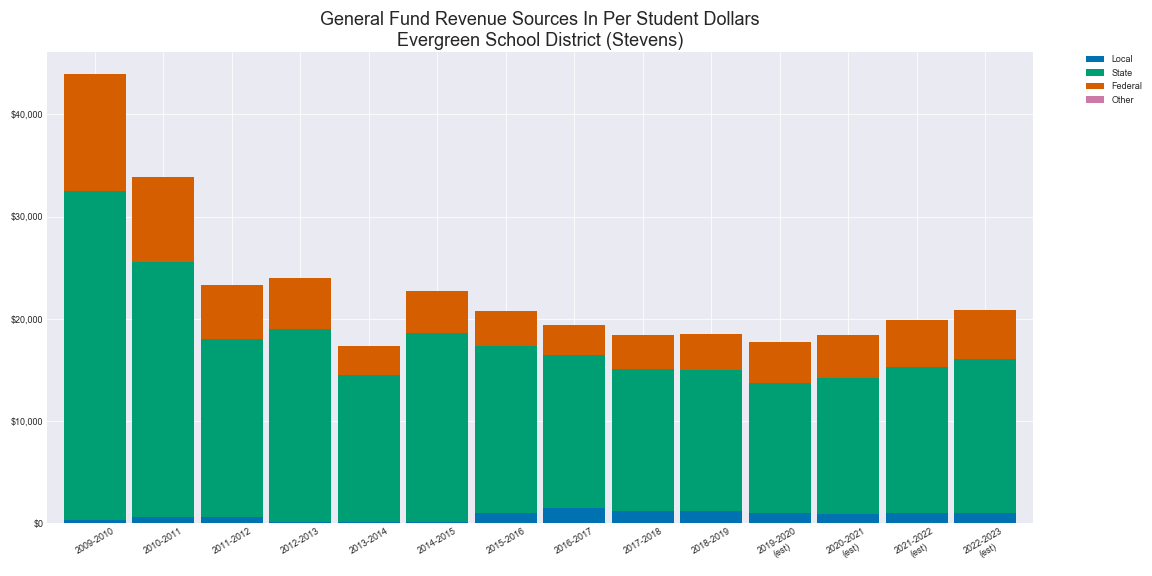 General Fund Revenue Sources In Per Student Dollars
Evergreen School District (Stevens)
Local
State
Federal
Other
$40,000
$30,000
$20,000
$10,000
$0
2009-2010
2010-2011
2011-2012
2012-2013
2013-2014
2014-2015
2015-2016
2016-2017
2017-2018
2018-2019
2019-2020
(est)
2020-2021
(est)
2021-2022
(est)
2022-2023
(est)